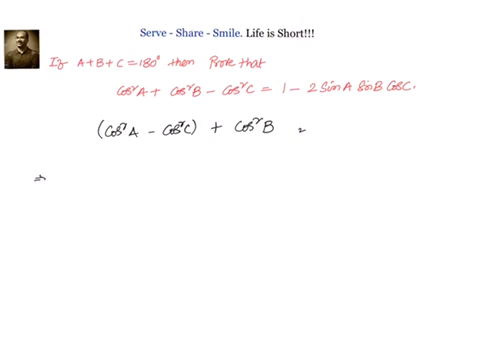 Serve - Share - Smile. Life is Short!!!
If A+B+C = 180° then Prove that
Cos²A + Cos²B - Cos²C = 1 - 2 Sin A Sin B Cos C.
(Cos²A - Cos²C) + Cos²B =
⇒